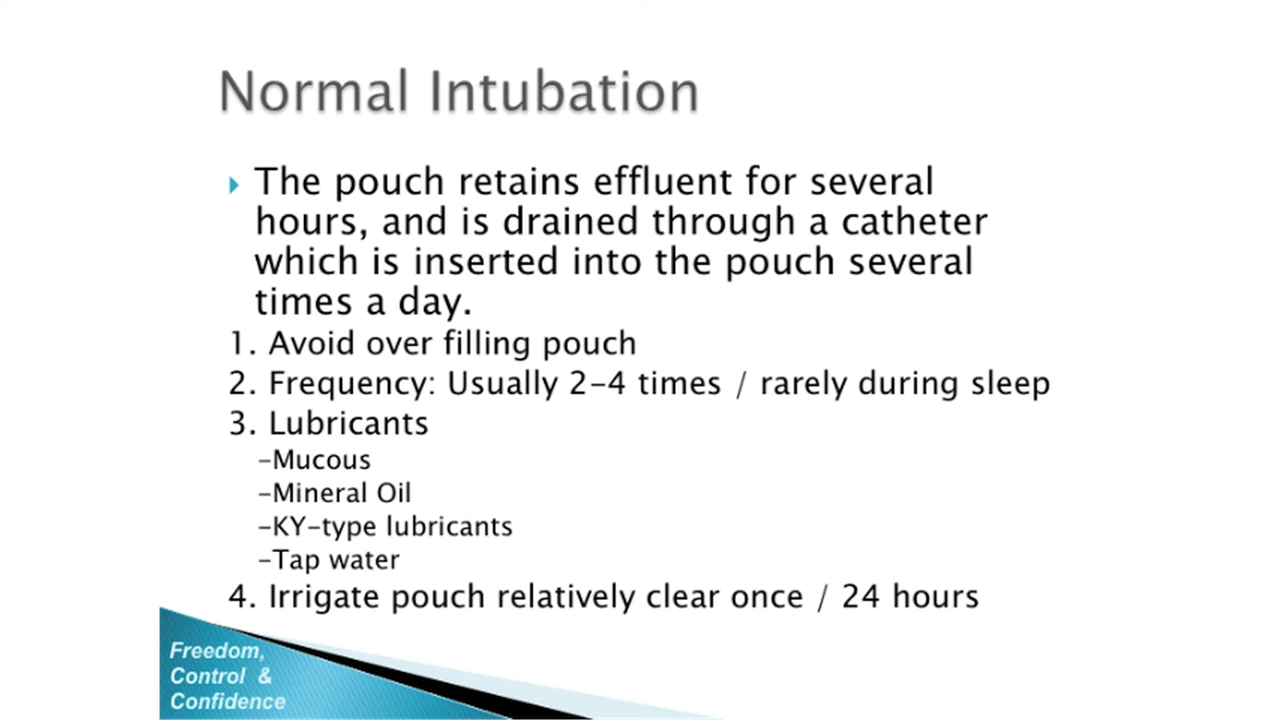 Normal Intubation
The pouch retains effluent for several
hours, and is drained through a catheter
which is inserted into the pouch several
times a day.
1. Avoid over filling pouch
2. Frequency: Usually 2-4 times / rarely during sleep
3. Lubricants
-Mucous
-Mineral Oil
-KY-type lubricants
-Tap water
4. Irrigate pouch relatively clear once / 24 hours
Freedom,
Control &
Confidence